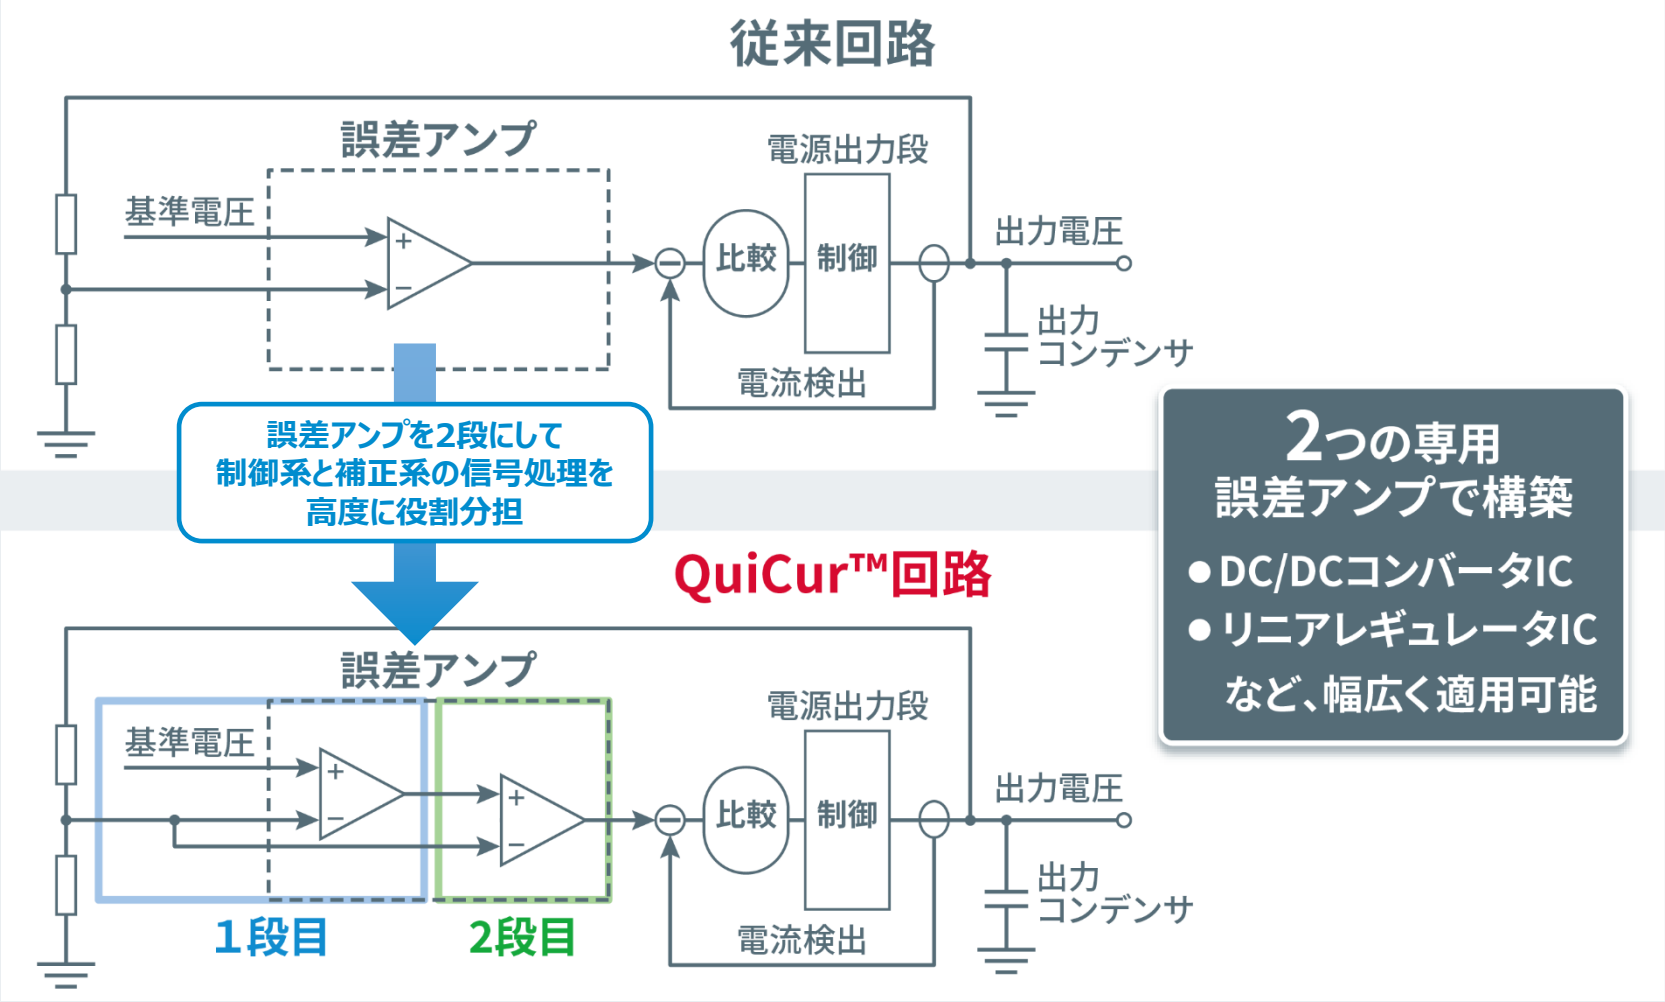 従来回路
誤差アンプ
電源出力段
基準電圧
+
−
比較
制御
出力電圧
出力
コンデンサ
電流検出
誤差アンプを2段にして
制御系と補正系の信号処理を
高度に役割分担
2つの専用
誤差アンプで構築
● DC/DCコンバータIC
● リニアレギュレータIC
など、幅広く適用可能
QuiCur™回路
誤差アンプ
電源出力段
基準電圧
+
−
+
−
比較
制御
出力電圧
出力
コンデンサ
電流検出
1段目
2段目